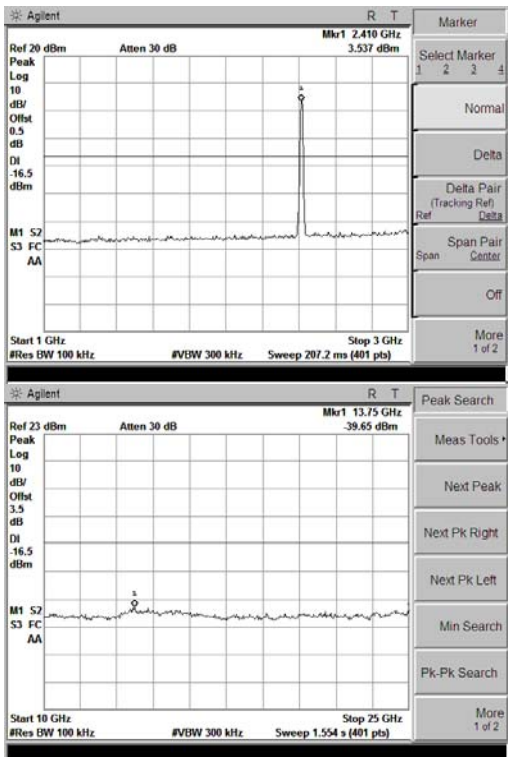 Agilent R T
Mkr1 2.410 GHz
Ref 20 dBm Atten 30 dB 3.537 dBm
Peak
Log
10
dB/
Offst
0.5
dB
DI
-16.5
dBm
M1 S2
S3 FC
AA
1
Start 1 GHz Stop 3 GHz
#Res BW 100 kHz #VBW 300 kHz Sweep 207.2 ms (401 pts)
Marker
Select Marker
1 2 3 4
Normal
Delta
Delta Pair
(Tracking Ref)
Ref Delta
Span Pair
Span Center
Off
More
1 of 2
Agilent R T
Mkr1 13.75 GHz
Ref 23 dBm Atten 30 dB -39.65 dBm
Peak
Log
10
dB/
Offst
3.5
dB
DI
-16.5
dBm
M1 S2
S3 FC
AA
1
Start 10 GHz Stop 25 GHz
#Res BW 100 kHz #VBW 300 kHz Sweep 1.554 s (401 pts)
Peak Search
Meas Tools
Next Peak
Next Pk Right
Next Pk Left
Min Search
Pk-Pk Search
More
1 of 2